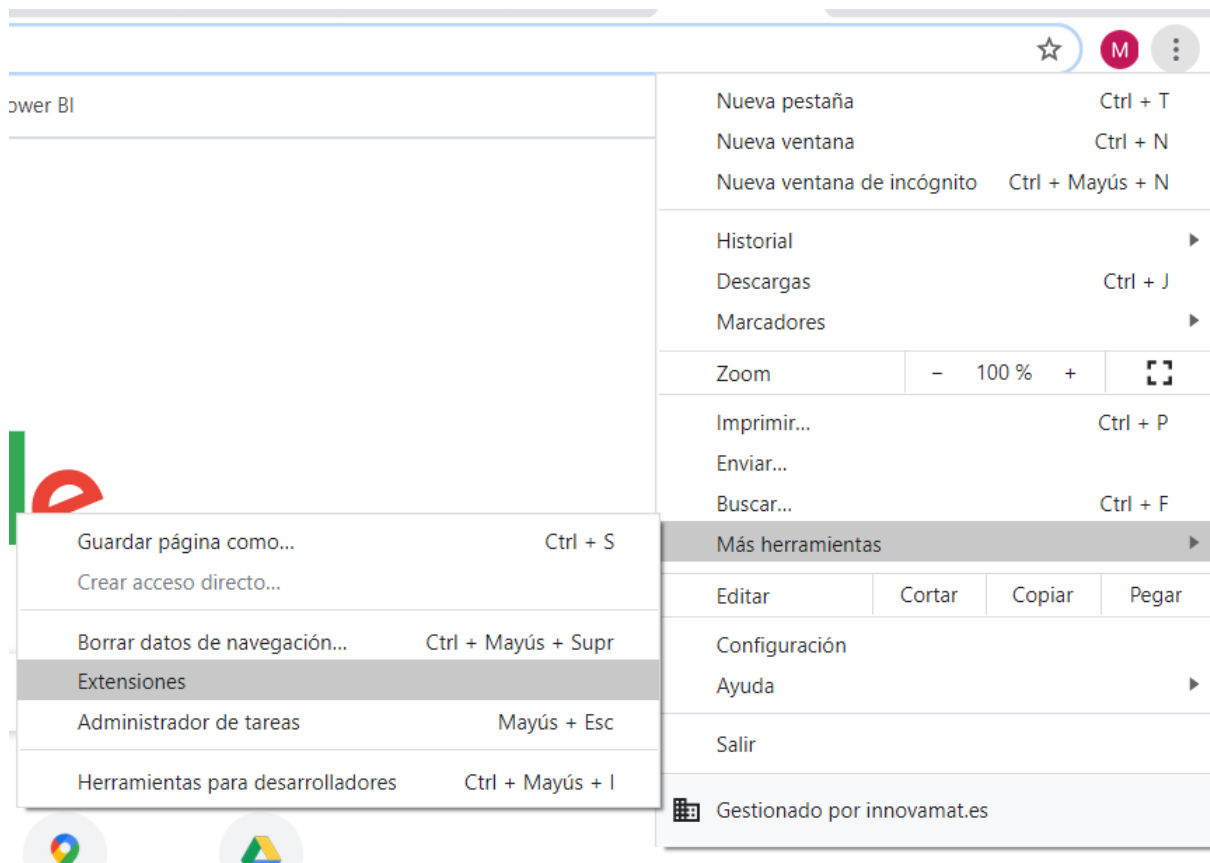 M
ower BI
Nueva pestaña Ctrl + T
Nueva ventana Ctrl + N
Nueva ventana de incógnito Ctrl + Mayús + N
Historial
Descargas Ctrl + J
Marcadores
Zoom − 100 % +
Imprimir... Ctrl + P
Enviar...
Buscar... Ctrl + F
Más herramientas
Editar Cortar Copiar Pegar
Configuración
Ayuda
Salir
Gestionado por innovamat.es
le
Guardar página como... Ctrl + S
Crear acceso directo...
Borrar datos de navegación... Ctrl + Mayús + Supr
Extensiones
Administrador de tareas Mayús + Esc
Herramientas para desarrolladores Ctrl + Mayús + I